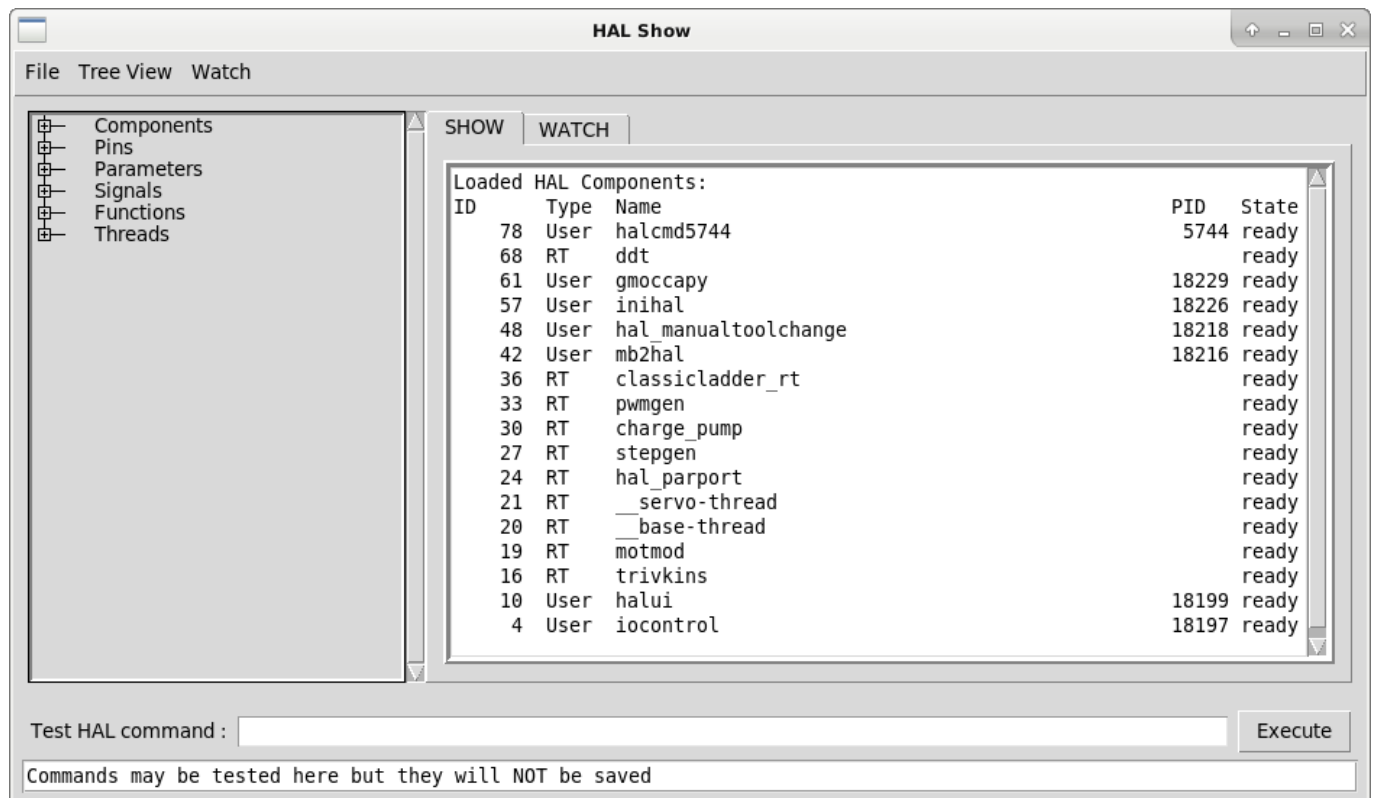 HAL Show
File Tree View Watch
Components
Pins
Parameters
Signals
Functions
Threads
SHOW WATCH
Loaded HAL Components:
ID Type Name PID State
78 User halcmd5744 5744 ready
68 RT ddt ready
61 User gmoccapy 18229 ready
57 User inihal 18226 ready
48 User hal_manualtoolchange 18218 ready
42 User mb2hal 18216 ready
36 RT classicladder_rt ready
33 RT pwmgen ready
30 RT charge_pump ready
27 RT stepgen ready
24 RT hal_parport ready
21 RT __servo-thread ready
20 RT __base-thread ready
19 RT motmod ready
16 RT trivkins ready
10 User halui 18199 ready
4 User iocontrol 18197 ready
Test HAL command : Execute
Commands may be tested here but they will NOT be saved